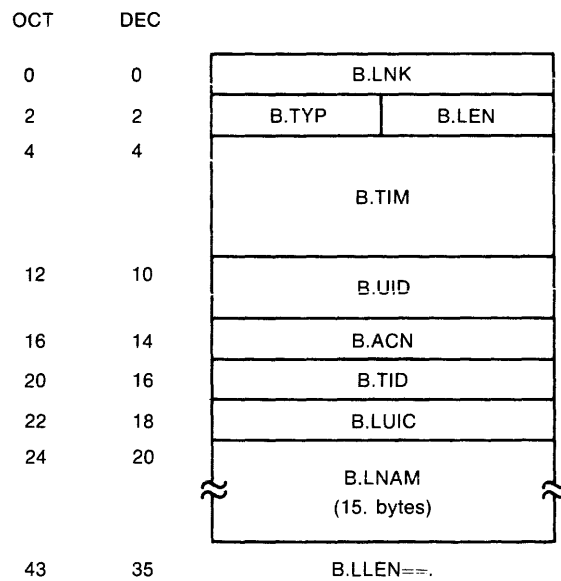 OCT DEC
0 0 B.LNK
2 2 B.TYP B.LEN
4 4
B.TIM
12 10 B.UID
16 14 B.ACN
20 16 B.TID
22 18 B.LUIC
24 20
B.LNAM
(15. bytes)
43 35 B.LLEN==.